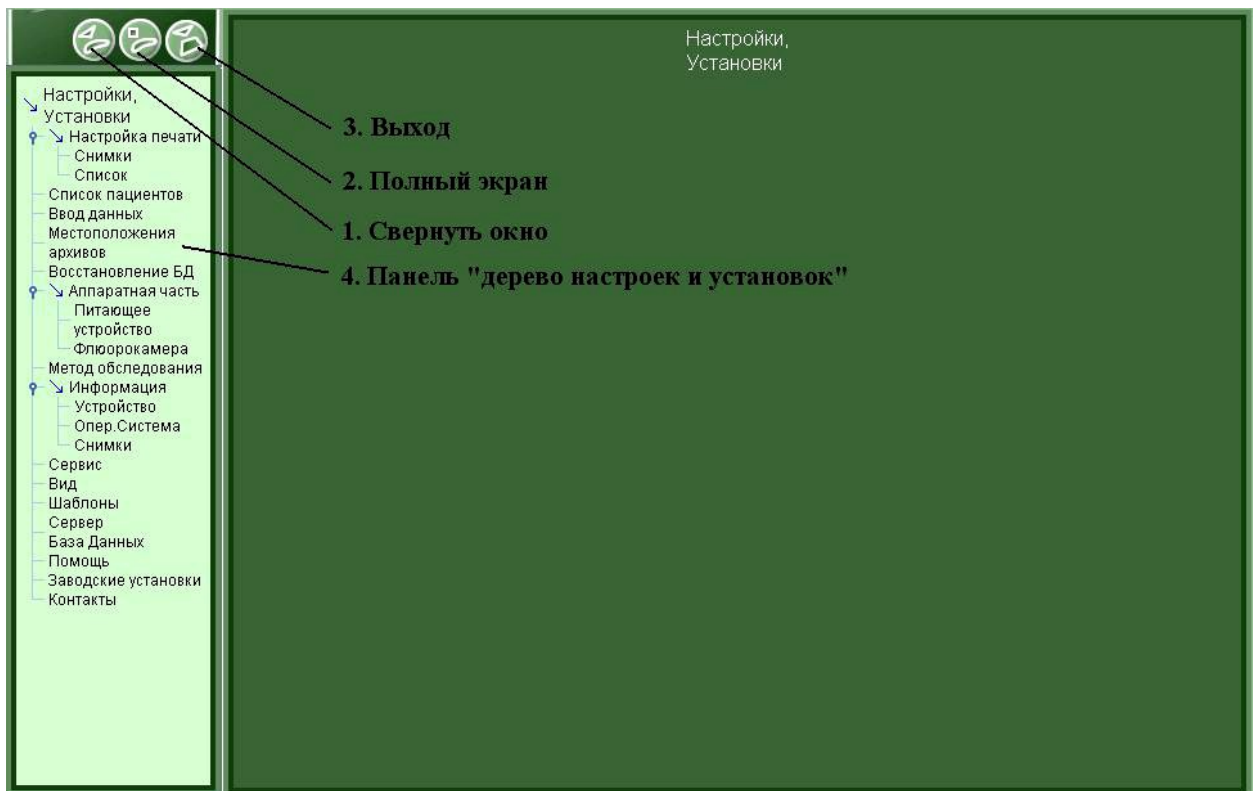 Настройки,
Установки
Настройка печати
Снимки
Список
Список пациентов
Ввод данных
Местоположения
архивов
Восстановление БД
Аппаратная часть
Питающее
устройство
Флюорокамера
Метод обследования
Информация
Устройство
Опер.Система
Снимки
Сервис
Вид
Шаблоны
Сервер
База Данных
Помощь
Заводские установки
Контакты
Настройки,
Установки
3. Выход
2. Полный экран
1. Свернуть окно
4. Панель "дерево настроек и установок"